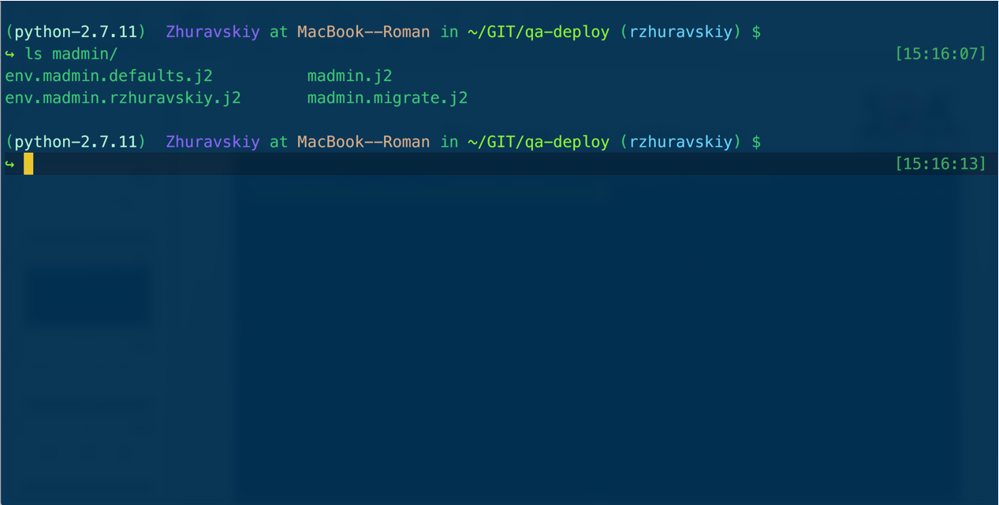 (python-2.7.11)  Zhuravskiy at MacBook--Roman in ~/GIT/qa-deploy (rzhuravskiy) $
↪ ls madmin/ [15:16:07]
env.madmin.defaults.j2 madmin.j2
env.madmin.rzhuravskiy.j2 madmin.migrate.j2
(python-2.7.11)  Zhuravskiy at MacBook--Roman in ~/GIT/qa-deploy (rzhuravskiy) $
↪ [15:16:13]